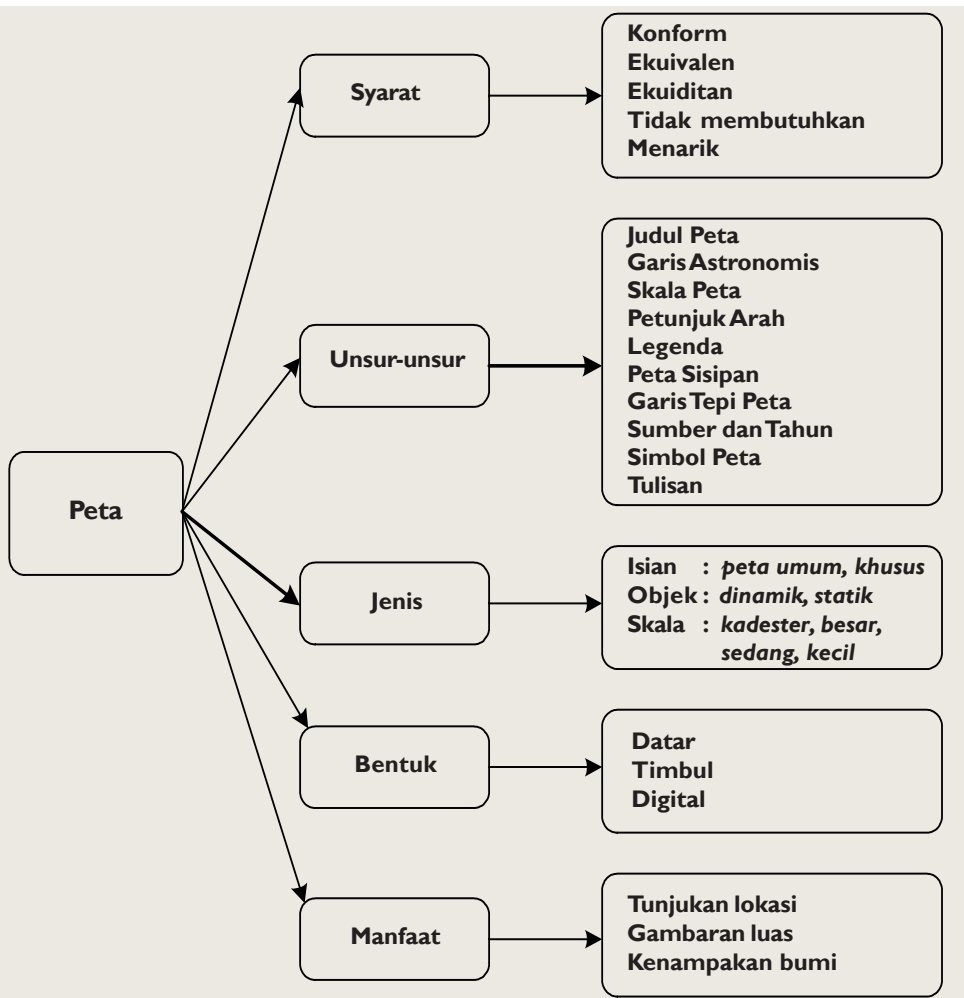 Peta
Syarat
Konform
Ekuivalen
Ekuiditan
Tidak membutuhkan
Menarik
Unsur-unsur
Judul Peta
Garis Astronomis
Skala Peta
Petunjuk Arah
Legenda
Peta Sisipan
Garis Tepi Peta
Sumber dan Tahun
Simbol Peta
Tulisan
Jenis
Isian : peta umum, khusus
Objek : dinamik, statik
Skala : kadester, besar,
sedang, kecil
Bentuk
Datar
Timbul
Digital
Manfaat
Tunjukan lokasi
Gambaran luas
Kenampakan bumi